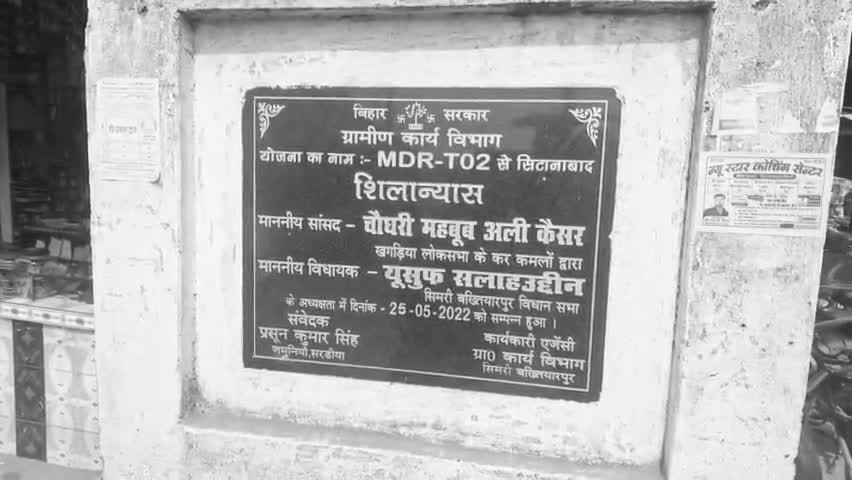 बिहार सरकार
ग्रामीण कार्य विभाग
योजना का नाम :- MDR-T02 से सिटानाबाद
शिलान्यास
माननीय सांसद - चौधरी महबूब अली कैसर
खगड़िया लोकसभा के कर कमलों द्वारा
माननीय विधायक - यूसुफ सलाहउद्दीन
सिमरी बख्तियारपुर विधान सभा
के अध्यक्षता में दिनांक - 25-05-2022 को सम्पन्न हुआ ।
संवेदक
प्रसून कुमार सिंह
जमुनियाँ, सरडीया
कार्यकारी एजेंसी
ग्रा0 कार्य विभाग
सिमरी बख्तियारपुर
न्यू स्टार कोचिंग सेन्टर